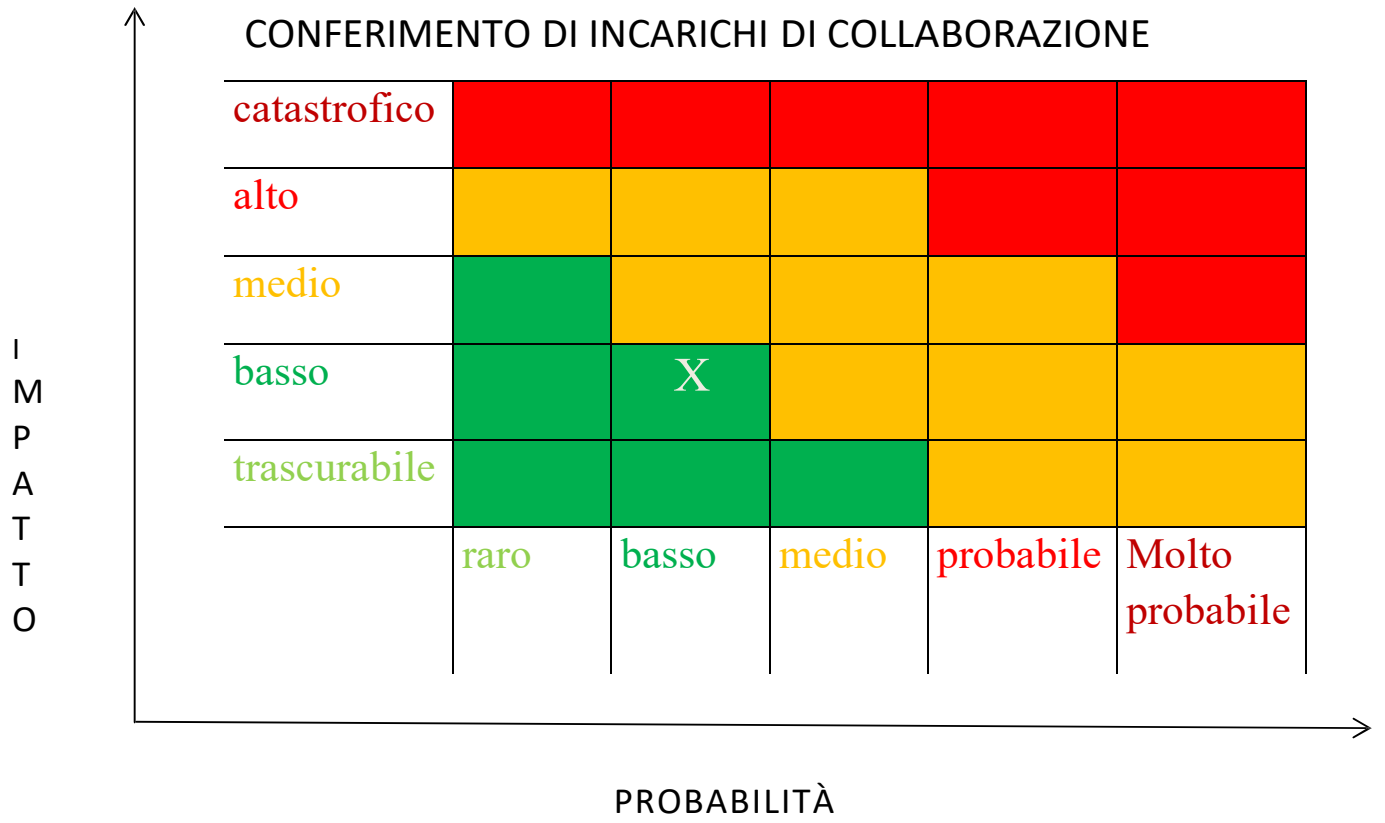 CONFERIMENTO DI INCARICHI DI COLLABORAZIONE
catastrofico
alto
medio
basso
X
trascurabile
raro
basso
medio
probabile
Molto
probabile
I
M
P
A
T
T
O
PROBABILITÀ